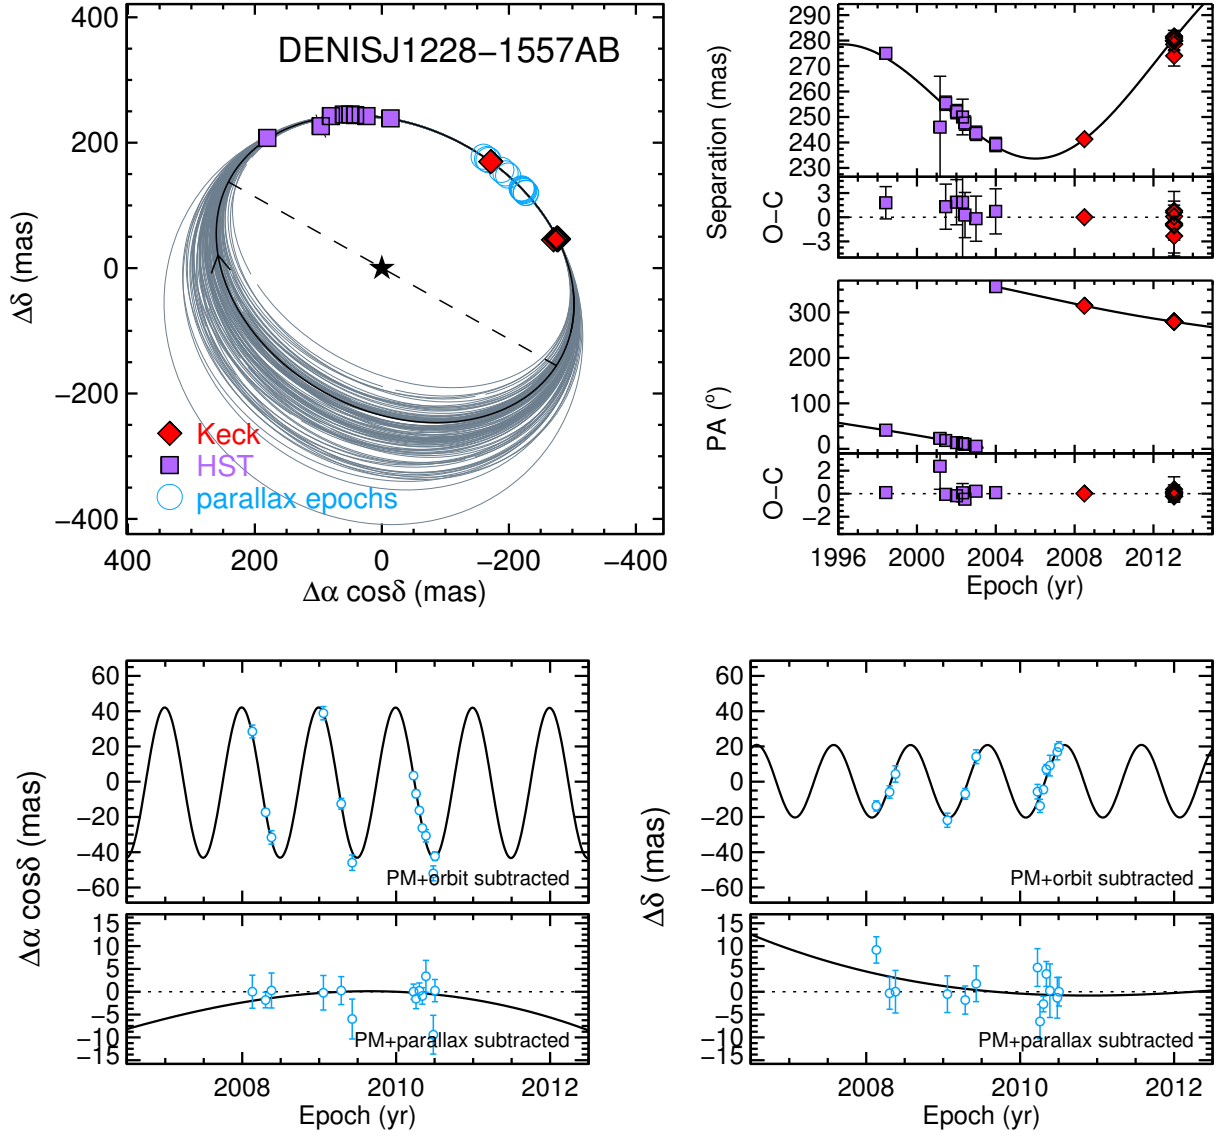 DENISJ1228−1557AB
400
200
0
−200
−400
Δδ (mas)
Keck
HST
parallax epochs
400 200 0 −200 −400
Δα cosδ (mas)
290
280
270
260
250
240
230
Separation (mas)
3
0
−3
O−C
300
200
100
0
PA (°)
2
0
−2
O−C
1996 2000 2004 2008 2013
Epoch (yr)
60
40
20
0
−20
−40
−60
Δα cosδ (mas)
PM+orbit subtracted
15
10
5
0
−5
−10
−15
PM+parallax subtracted
2008 2010 2012
Epoch (yr)
60
40
20
0
−20
−40
−60
Δδ (mas)
PM+orbit subtracted
15
10
5
0
−5
−10
−15
PM+parallax subtracted
2008 2010 2012
Epoch (yr)